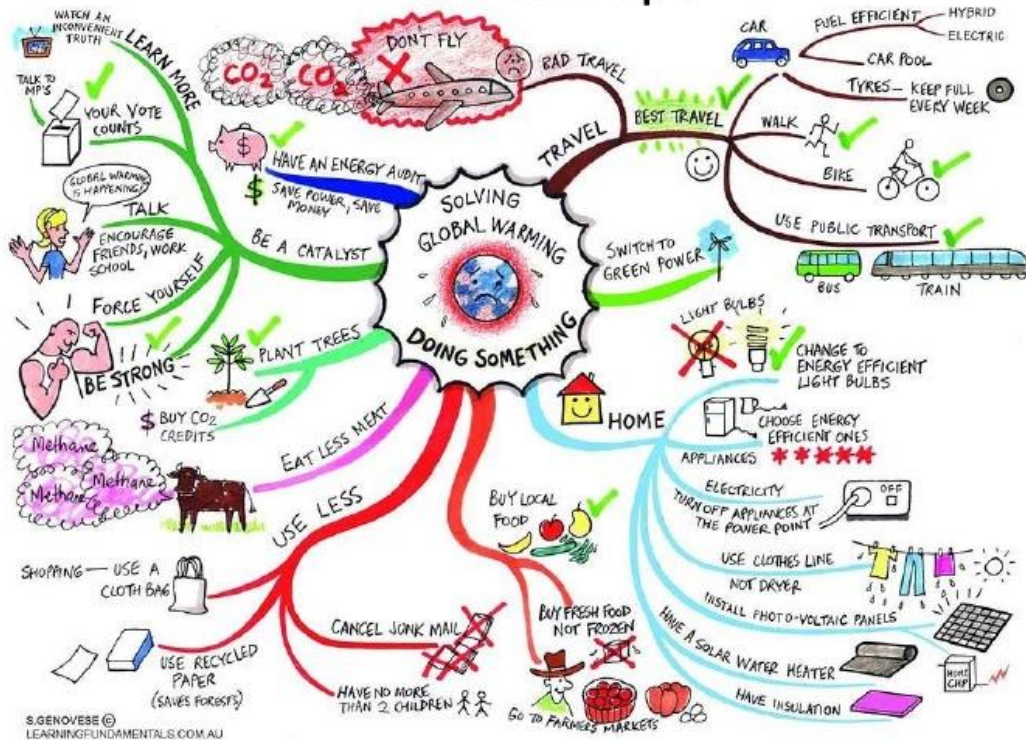 SOLVING
GLOBAL WARMING
DOING SOMETHING
TRAVEL
BAD TRAVEL
DONT FLY
CO2
CO2
BEST TRAVEL
CAR
FUEL EFFICIENT
HYBRID
ELECTRIC
CAR POOL
TYRES — KEEP FULL
EVERY WEEK
WALK
BIKE
USE PUBLIC TRANSPORT
BUS
TRAIN
SWITCH TO
GREEN POWER
HOME
LIGHT BULBS
CHANGE TO
ENERGY EFFICIENT
LIGHT BULBS
CHOOSE ENERGY
EFFICIENT ONES
APPLIANCES
ELECTRICITY
TURN OFF APPLIANCES AT
THE POWER POINT
OFF
USE CLOTHES LINE
NOT DRYER
INSTALL PHOTO-VOLTAIC PANELS
HAVE A SOLAR WATER HEATER
HAVE INSULATION
BUY LOCAL
FOOD
BUY FRESH FOOD
NOT FROZEN
GO TO FARMERS MARKETS
USE LESS
SHOPPING — USE A
CLOTH BAG
USE RECYCLED
PAPER
(SAVES FORESTS)
CANCEL JUNK MAIL
HAVE NO MORE
THAN 2 CHILDREN
EAT LESS MEAT
Methane
Methane
Methane
PLANT TREES
$ BUY CO2
CREDITS
BE A CATALYST
LEARN MORE
WATCH AN
INCONVENIENT
TRUTH
TALK TO
MP'S
YOUR VOTE
COUNTS
GLOBAL WARMING
IS HAPPENING!
TALK
ENCOURAGE
FRIENDS, WORK
SCHOOL
FORCE YOURSELF
BE STRONG
$
$
HAVE AN ENERGY AUDIT
SAVE POWER, SAVE
MONEY
S.GENOVESE ©
LEARNINGFUNDAMENTALS.COM.AU